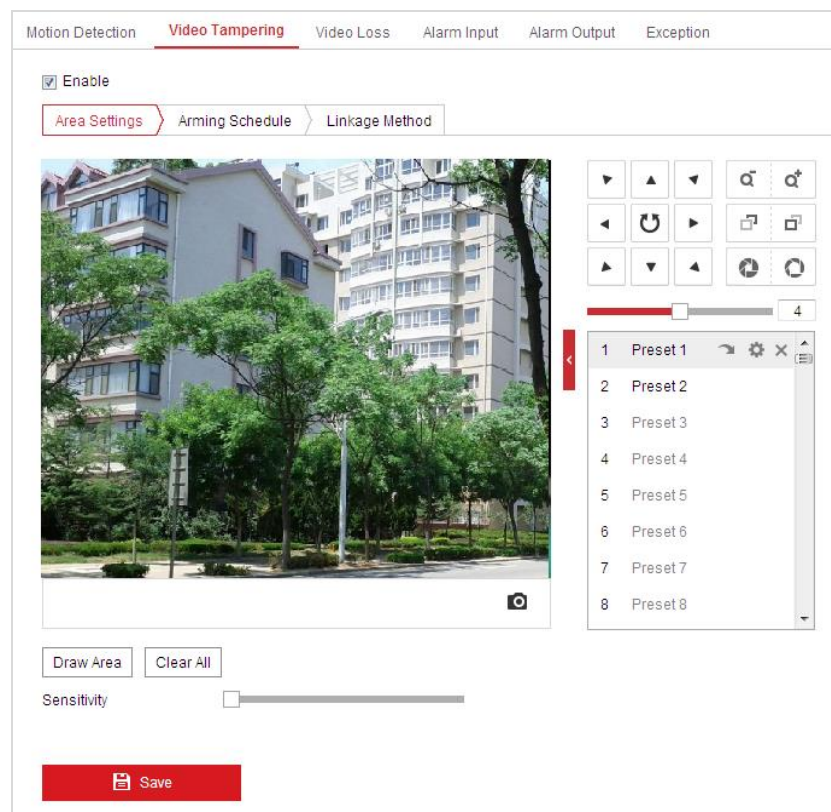 Motion Detection Video Tampering Video Loss Alarm Input Alarm Output Exception
Enable
Area Settings Arming Schedule Linkage Method
4
1 Preset 1
2 Preset 2
3 Preset 3
4 Preset 4
5 Preset 5
6 Preset 6
7 Preset 7
8 Preset 8
Draw Area Clear All
Sensitivity
Save